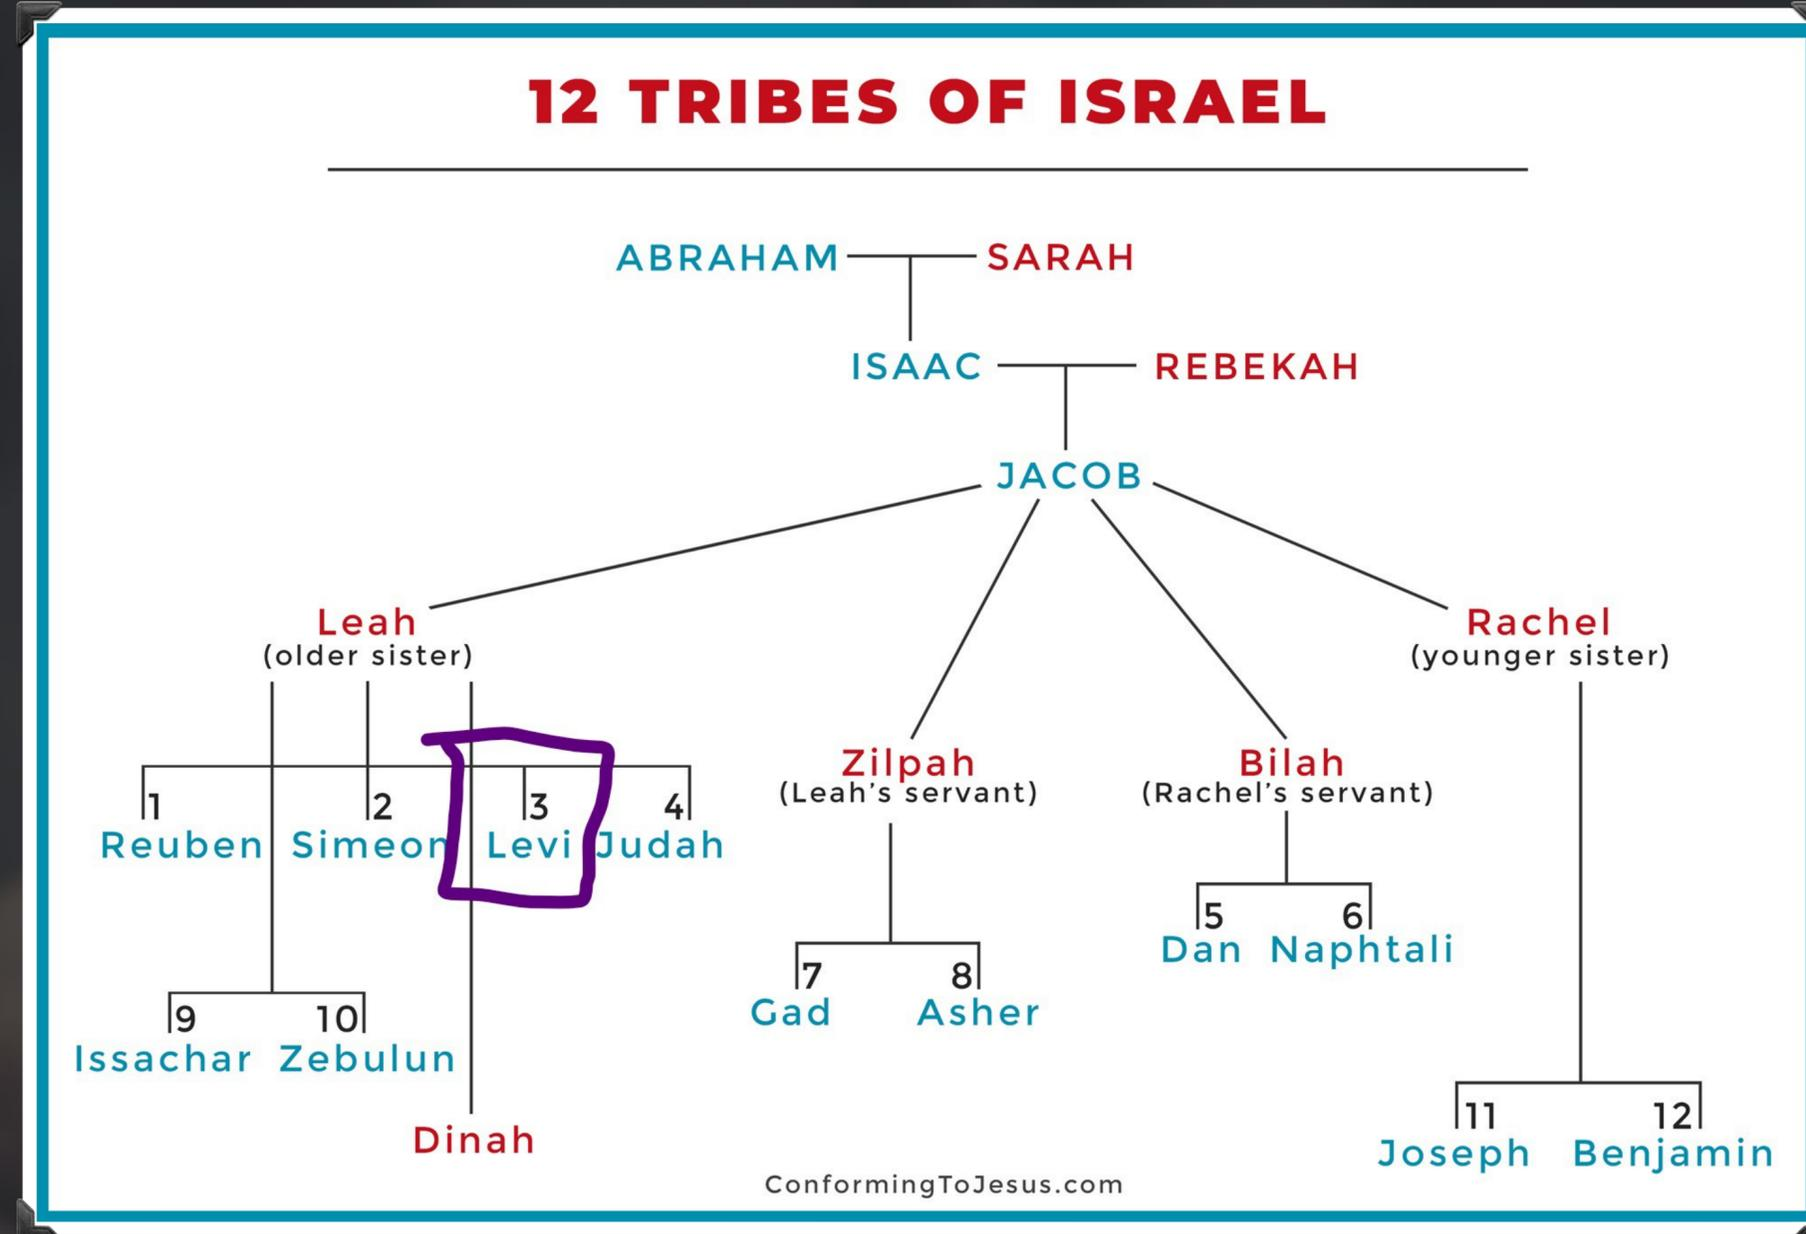 12 TRIBES OF ISRAEL
ABRAHAM SARAH
ISAAC REBEKAH
JACOB
Leah
(older sister)
Rachel
(younger sister)
Zilpah
(Leah's servant)
Bilah
(Rachel's servant)
1 2 3 4
Reuben Simeon Levi Judah
5 6
Dan Naphtali
7 8
Gad Asher
9 10
Issachar Zebulun
11 12
Joseph Benjamin
Dinah
ConformingToJesus.com